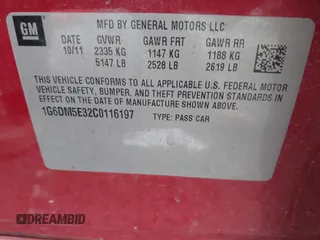 GM
MFD BY GENERAL MOTORS LLC
DATE GVWR GAWR FRT GAWR RR
10/11 2335 KG 1147 KG 1188 KG
5147 LB 2528 LB 2619 LB
THIS VEHICLE CONFORMS TO ALL APPLICABLE U.S. FEDERAL MOTOR
VEHICLE SAFETY, BUMPER, AND THEFT PREVENTION STANDARDS
IN EFFECT ON THE DATE OF MANUFACTURE SHOWN ABOVE.
1G6DM5E32C0116197 TYPE: PASS CAR
DREAMBID